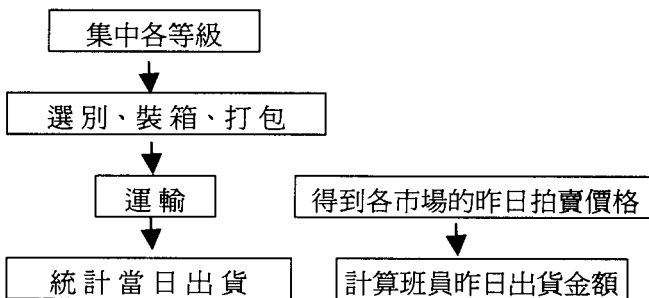 集中各等級
選別、裝箱、打包
運輸
得到各市場的昨日拍賣價格
統計當日出貨
計算班員昨日出貨金額